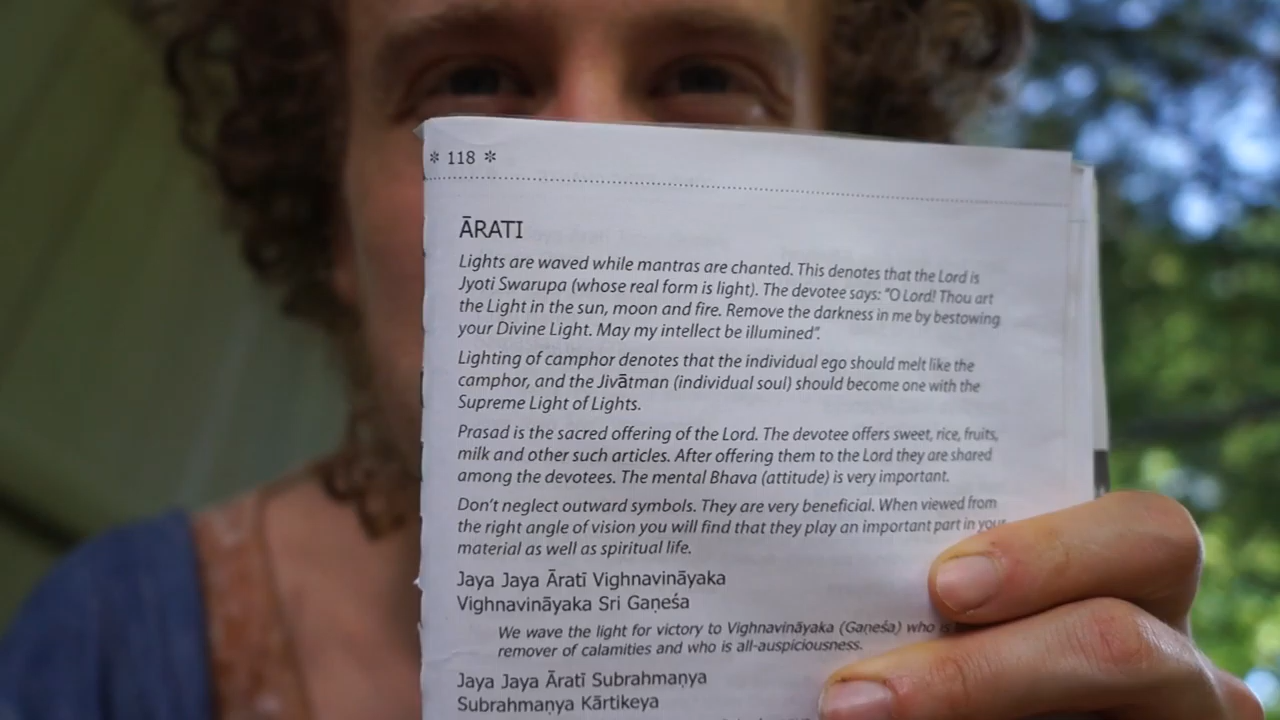 * 118 *
ĀRATI
Lights are waved while mantras are chanted. This denotes that the Lord is
Jyoti Swarupa (whose real form is light). The devotee says: "O Lord! Thou art
the Light in the sun, moon and fire. Remove the darkness in me by bestowing
your Divine Light. May my intellect be illumined".
Lighting of camphor denotes that the individual ego should melt like the
camphor, and the Jivātman (individual soul) should become one with the
Supreme Light of Lights.
Prasad is the sacred offering of the Lord. The devotee offers sweet, rice, fruits,
milk and other such articles. After offering them to the Lord they are shared
among the devotees. The mental Bhava (attitude) is very important.
Don't neglect outward symbols. They are very beneficial. When viewed from
the right angle of vision you will find that they play an important part in your
material as well as spiritual life.
Jaya Jaya Āratī Vighnavināyaka
Vighnavināyaka Sri Gaṇeśa
We wave the light for victory to Vighnavināyaka (Gaṇeśa) who
remover of calamities and who is all-auspiciousness.
Jaya Jaya Āratī Subrahmaṇya
Subrahmaṇya Kārtikeya